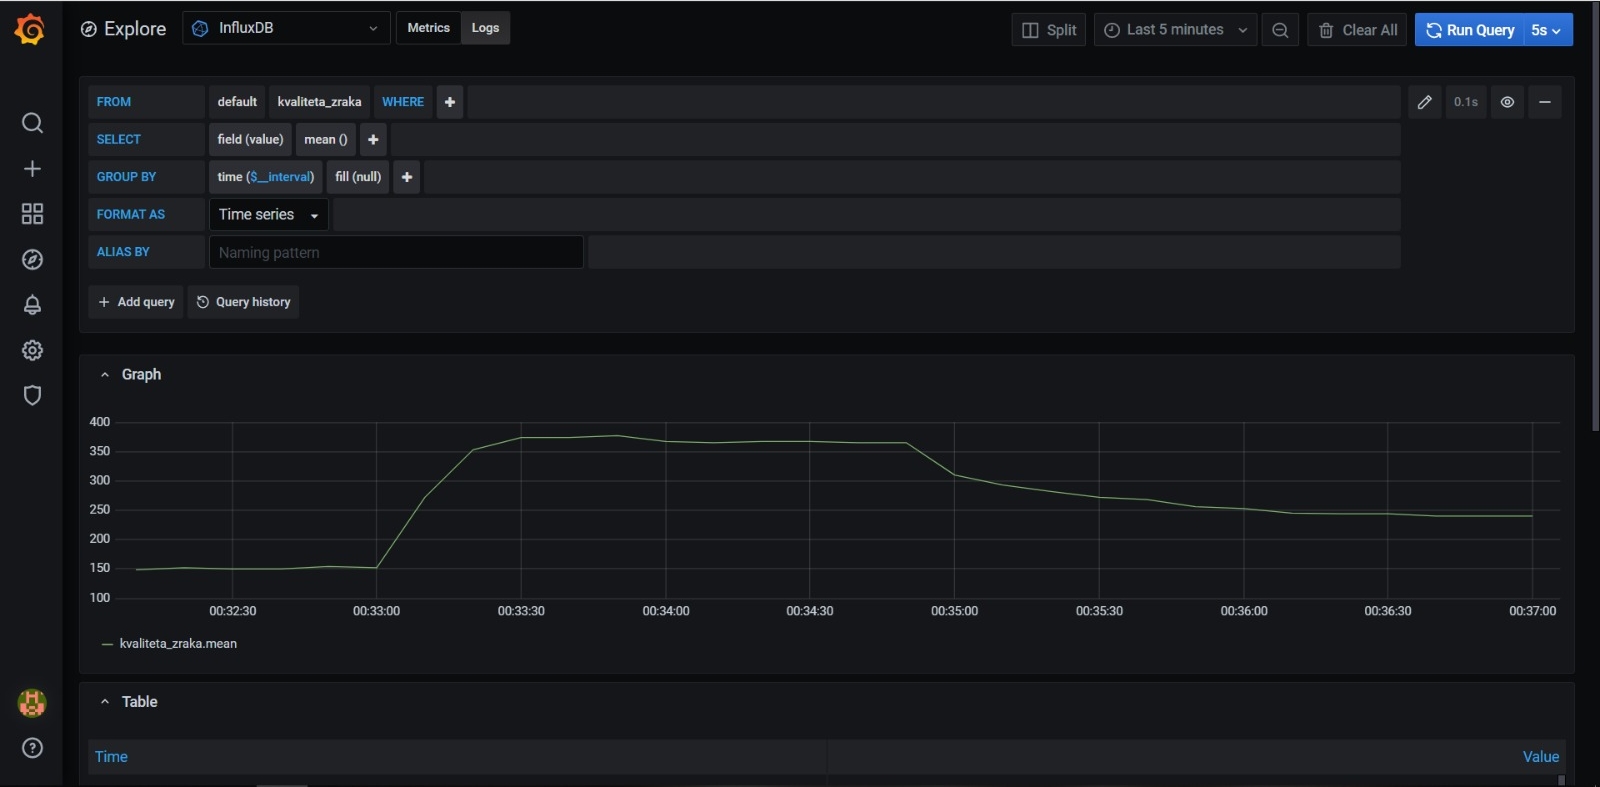 Explore InfluxDB Metrics Logs Split Last 5 minutes Clear All Run Query 5s
FROM default kvaliteta_zraka WHERE + 0.1s
SELECT field (value) mean () +
GROUP BY time ($__interval) fill (null) +
FORMAT AS Time series
ALIAS BY Naming pattern
+ Add query Query history
Graph
400
350
300
250
200
150
100
00:32:30 00:33:00 00:33:30 00:34:00 00:34:30 00:35:00 00:35:30 00:36:00 00:36:30 00:37:00
kvaliteta_zraka.mean
Table
Time Value